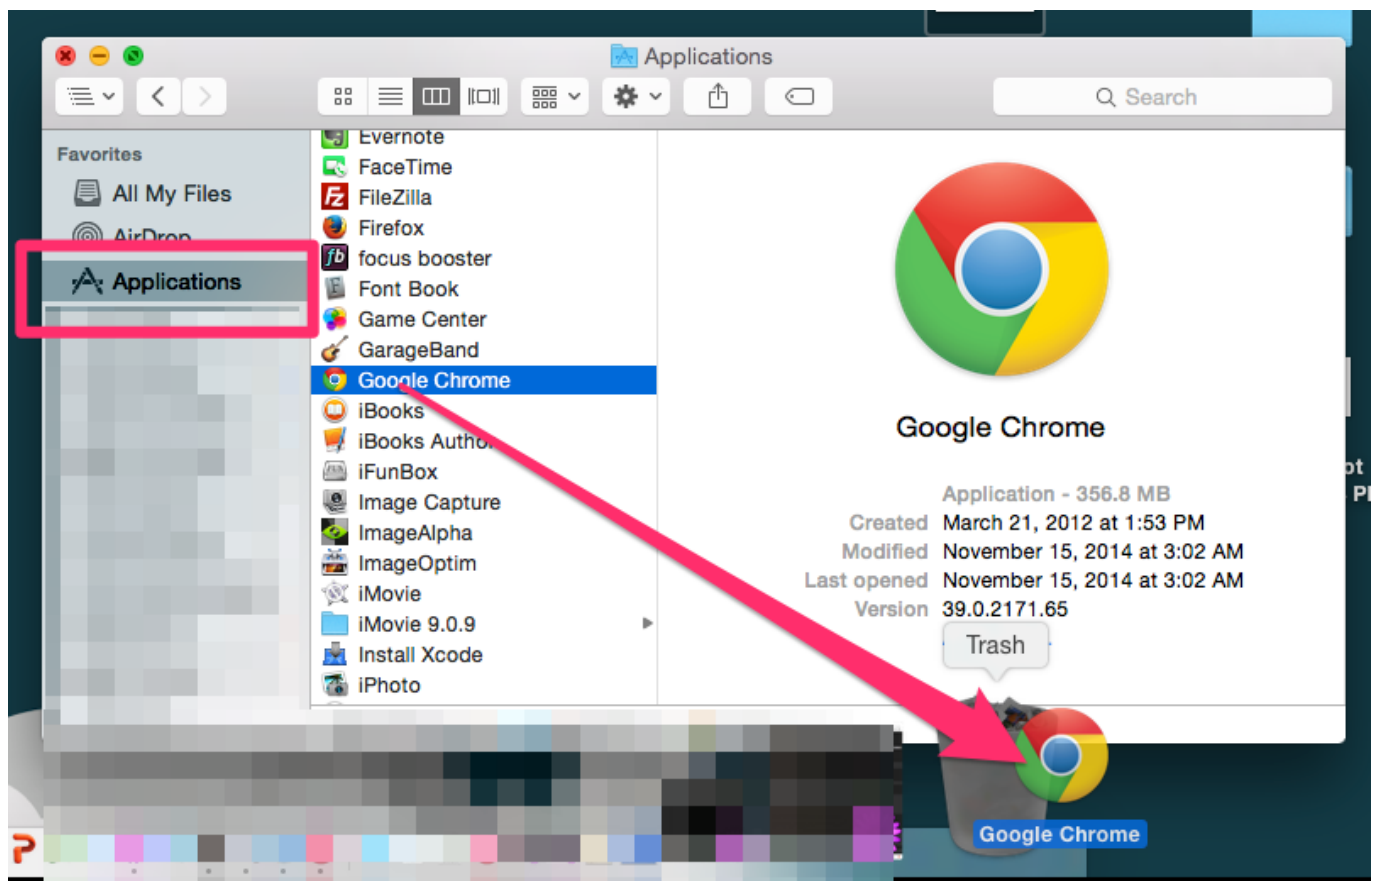 Applications
Search
Favorites
All My Files
AirDrop
Applications
Evernote
FaceTime
FileZilla
Firefox
fb focus booster
Font Book
Game Center
GarageBand
Google Chrome
iBooks
iBooks Author
iFunBox
Image Capture
ImageAlpha
ImageOptim
iMovie
iMovie 9.0.9
Install Xcode
iPhoto
Google Chrome
Application - 356.8 MB
Created March 21, 2012 at 1:53 PM
Modified November 15, 2014 at 3:02 AM
Last opened November 15, 2014 at 3:02 AM
Version 39.0.2171.65
Trash
Google Chrome